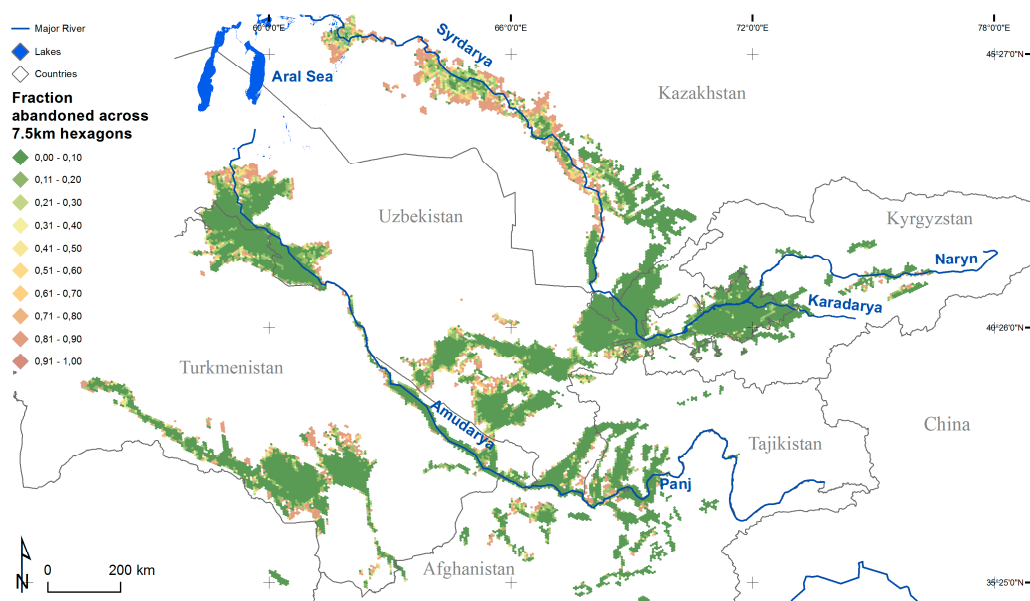 Major River
Lakes
Countries
Fraction
abandoned across
7.5km hexagons
0,00 - 0,10
0,11 - 0,20
0,21 - 0,30
0,31 - 0,40
0,41 - 0,50
0,51 - 0,60
0,61 - 0,70
0,71 - 0,80
0,81 - 0,90
0,91 - 1,00
60°0'0"E
66°0'0"E
72°0'0"E
78°0'0"E
45°27'0"N
40°26'0"N
35°25'0"N
Syrdarya
Aral Sea
Kazakhstan
Uzbekistan
Kyrgyzstan
Naryn
Karadarya
Turkmenistan
Amudarya
China
Tajikistan
Panj
Afghanistan
N
0
200 km